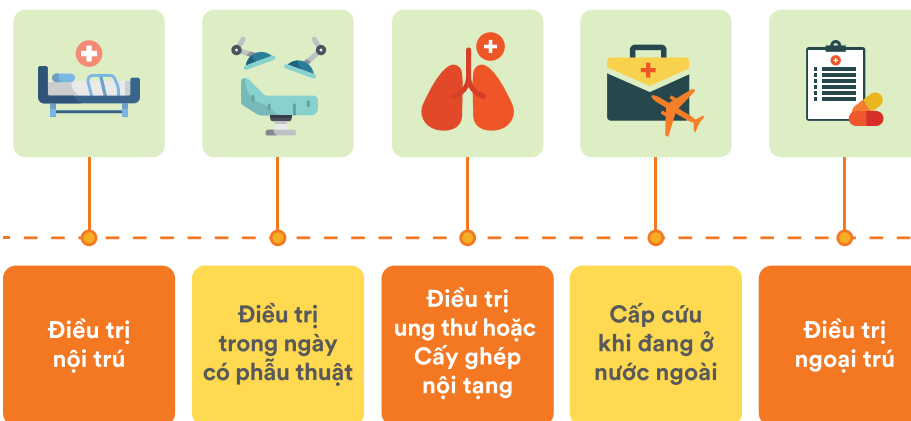 Điều trị
nội trú
Điều trị
trong ngày
có phẫu thuật
Điều trị
ung thư hoặc
Cấy ghép
nội tạng
Cấp cứu
khi đang ở
nước ngoài
Điều trị
ngoại trú